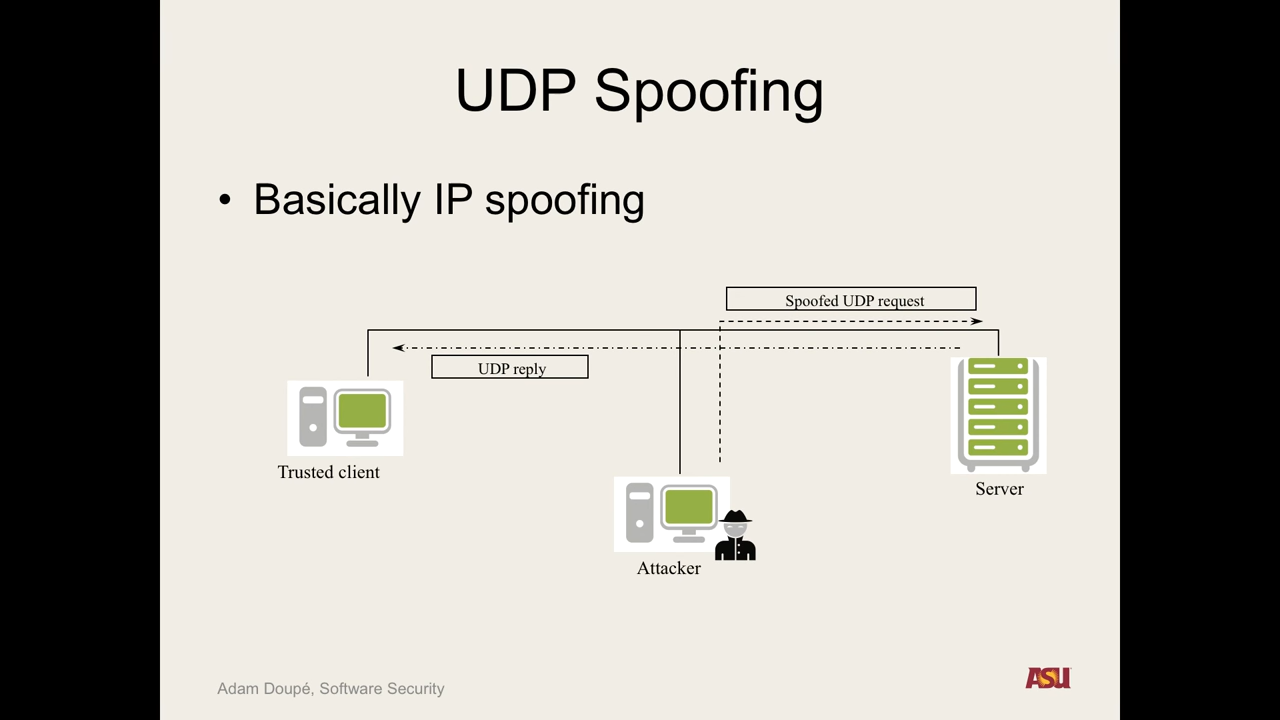 UDP Spoofing
• Basically IP spoofing
Spoofed UDP request
UDP reply
Trusted client
Server
Attacker
Adam Doupé, Software Security
ASU